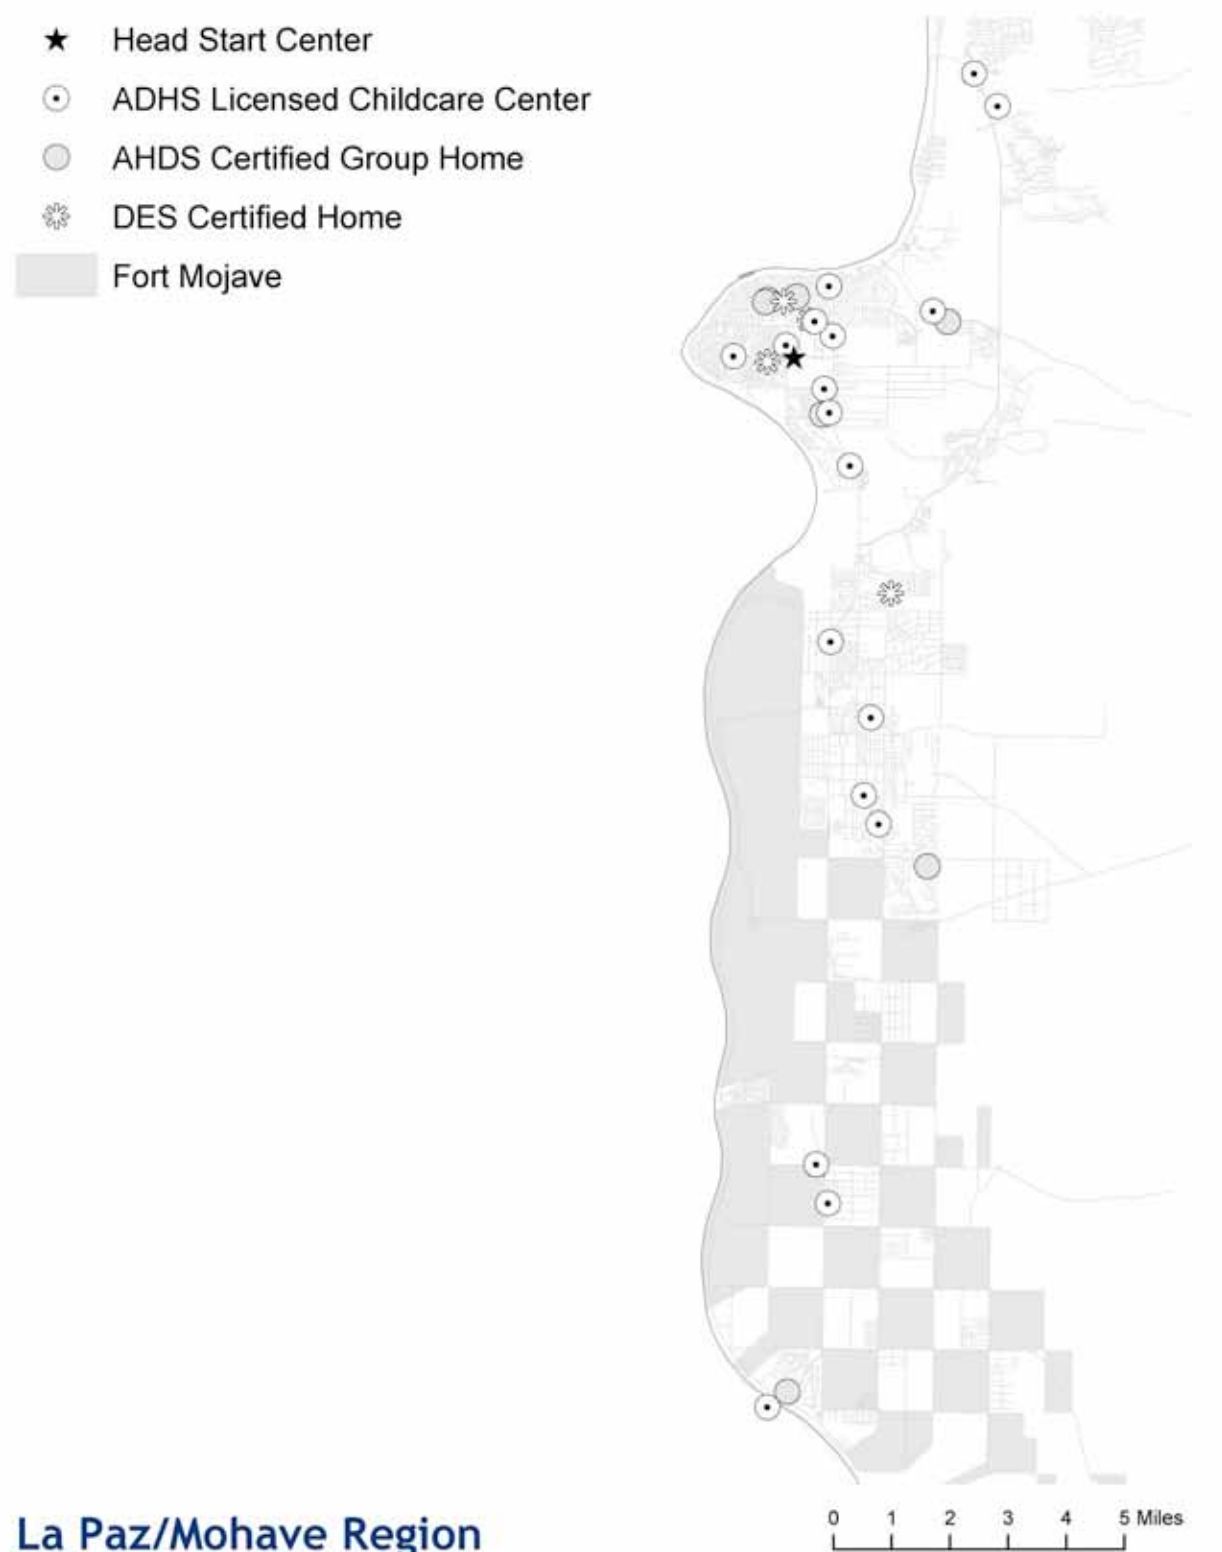 Head Start Center
ADHS Licensed Childcare Center
AHDS Certified Group Home
DES Certified Home
Fort Mojave
La Paz/Mohave Region
0 1 2 3 4 5 Miles